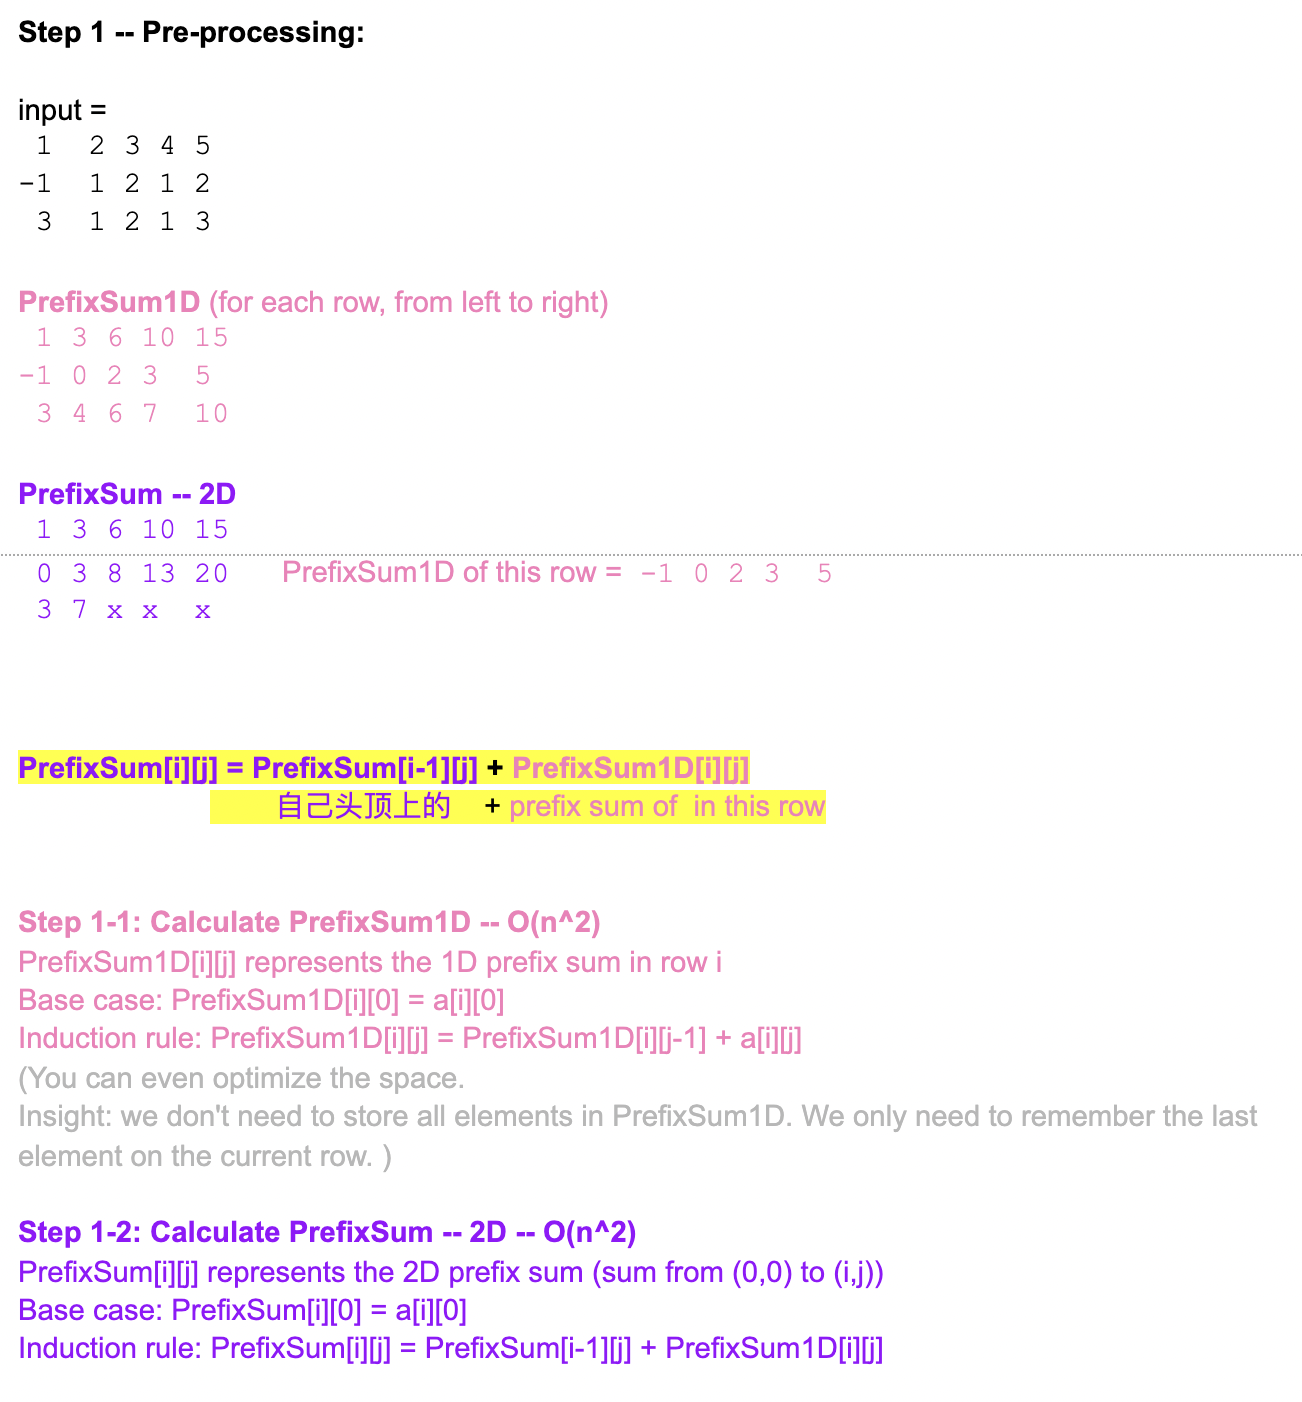 Step 1 -- Pre-processing:
input =
1 2 3 4 5
-1 1 2 1 2
3 1 2 1 3
PrefixSum1D (for each row, from left to right)
1 3 6 10 15
-1 0 2 3 5
3 4 6 7 10
PrefixSum -- 2D
1 3 6 10 15
0 3 8 13 20 PrefixSum1D of this row = -1 0 2 3 5
3 7 x x x
PrefixSum[i][j] = PrefixSum[i-1][j] + PrefixSum1D[i][j]
自己头顶上的 + prefix sum of in this row
Step 1-1: Calculate PrefixSum1D -- O(n^2)
PrefixSum1D[i][j] represents the 1D prefix sum in row i
Base case: PrefixSum1D[i][0] = a[i][0]
Induction rule: PrefixSum1D[i][j] = PrefixSum1D[i][j-1] + a[i][j]
(You can even optimize the space.
Insight: we don't need to store all elements in PrefixSum1D. We only need to remember the last
element on the current row. )
Step 1-2: Calculate PrefixSum -- 2D -- O(n^2)
PrefixSum[i][j] represents the 2D prefix sum (sum from (0,0) to (i,j))
Base case: PrefixSum[i][0] = a[i][0]
Induction rule: PrefixSum[i][j] = PrefixSum[i-1][j] + PrefixSum1D[i][j]